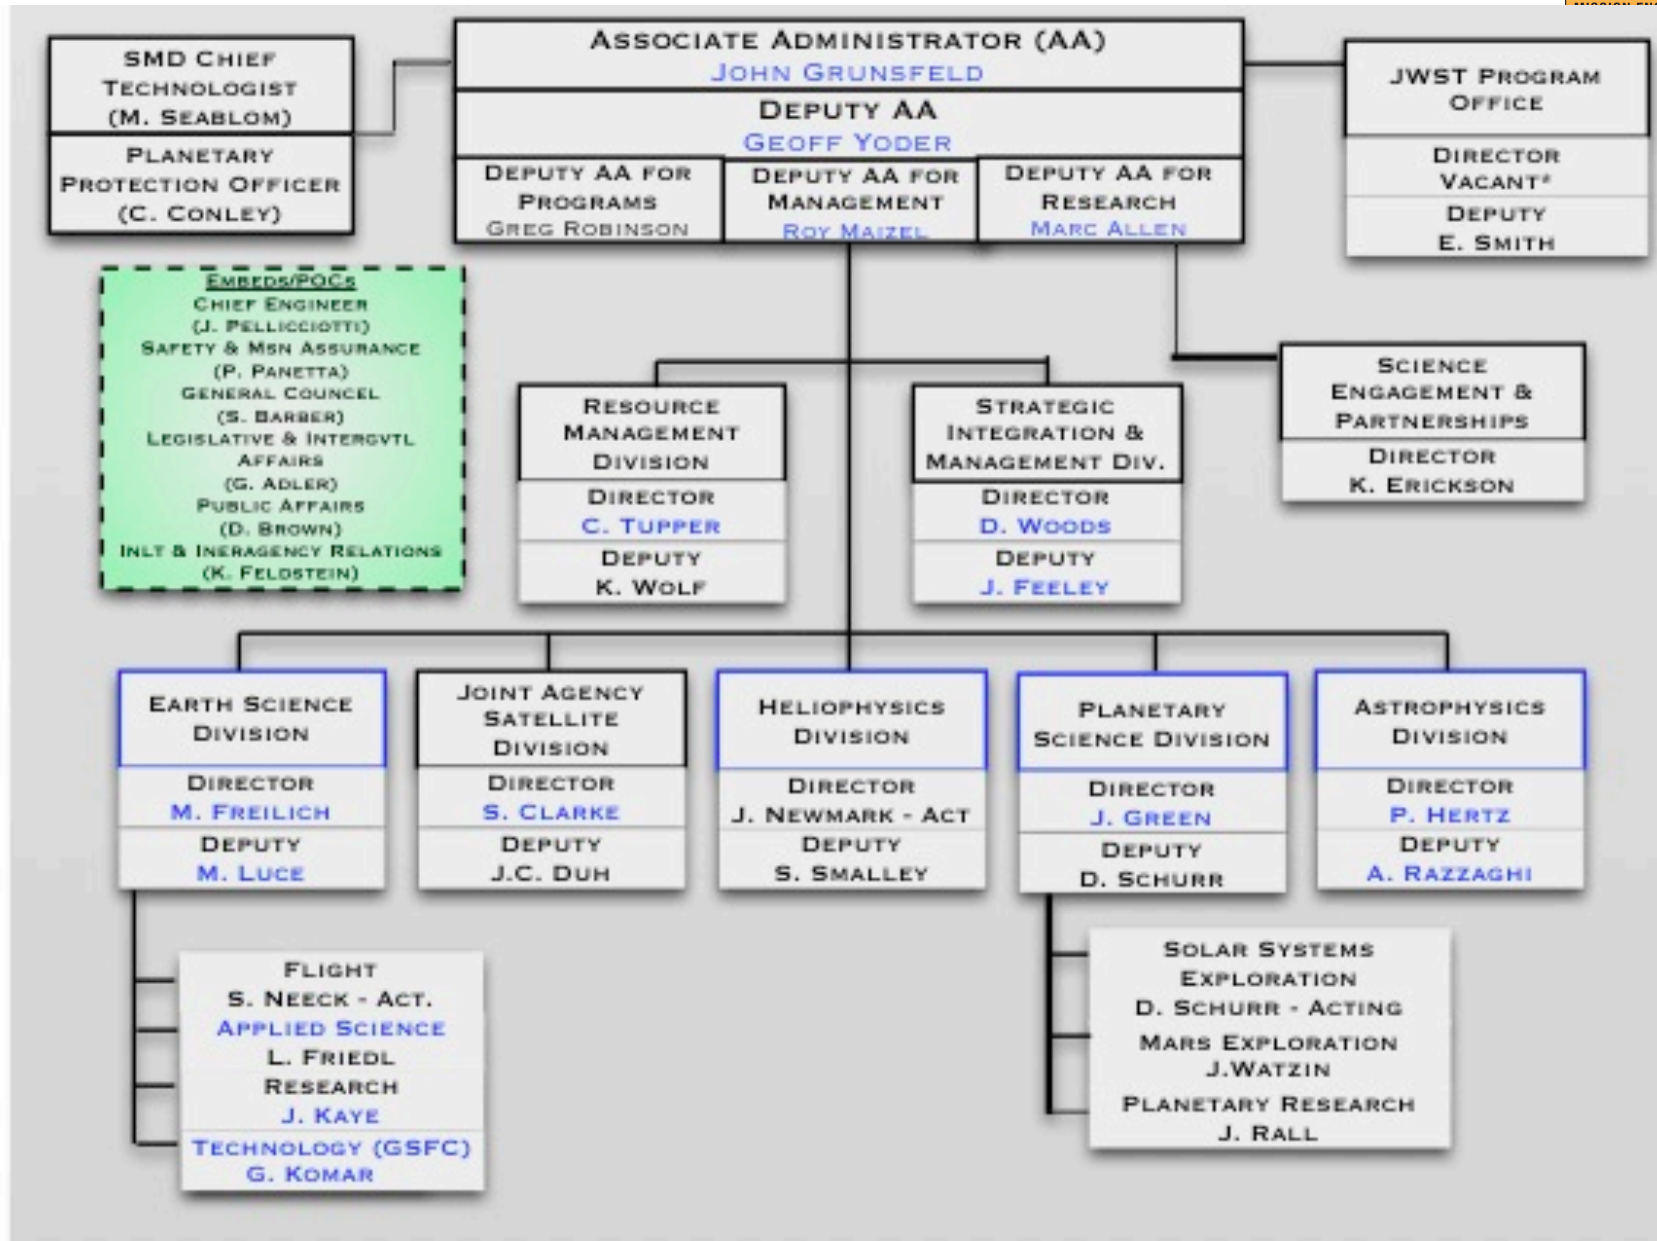 SMD CHIEF
TECHNOLOGIST
(M. SEABLOM)
PLANETARY
PROTECTION OFFICER
(C. CONLEY)
ASSOCIATE ADMINISTRATOR (AA)
JOHN GRUNSFELD
DEPUTY AA
GEOFF YODER
DEPUTY AA FOR
PROGRAMS
GREG ROBINSON
DEPUTY AA FOR
MANAGEMENT
ROY MAIZEL
DEPUTY AA FOR
RESEARCH
MARC ALLEN
JWST PROGRAM
OFFICE
DIRECTOR
VACANT*
DEPUTY
E. SMITH
EMBEDS/POCS
CHIEF ENGINEER
(J. PELLICCIOTTI)
SAFETY & MSN ASSURANCE
(P. PANETTA)
GENERAL COUNCEL
(S. BARBER)
LEGISLATIVE & INTERGVTL
AFFAIRS
(G. ADLER)
PUBLIC AFFAIRS
(D. BROWN)
INLT & INERAGENCY RELATIONS
(K. FELDSTEIN)
RESOURCE
MANAGEMENT
DIVISION
DIRECTOR
C. TUPPER
DEPUTY
K. WOLF
STRATEGIC
INTEGRATION &
MANAGEMENT DIV.
DIRECTOR
D. WOODS
DEPUTY
J. FEELEY
SCIENCE
ENGAGEMENT &
PARTNERSHIPS
DIRECTOR
K. ERICKSON
EARTH SCIENCE
DIVISION
DIRECTOR
M. FREILICH
DEPUTY
M. LUCE
JOINT AGENCY
SATELLITE
DIVISION
DIRECTOR
S. CLARKE
DEPUTY
J.C. DUH
HELIOPHYSICS
DIVISION
DIRECTOR
J. NEWMARK - ACT
DEPUTY
S. SMALLEY
PLANETARY
SCIENCE DIVISION
DIRECTOR
J. GREEN
DEPUTY
D. SCHURR
ASTROPHYSICS
DIVISION
DIRECTOR
P. HERTZ
DEPUTY
A. RAZZAGHI
FLIGHT
S. NEECK - ACT.
APPLIED SCIENCE
L. FRIEDL
RESEARCH
J. KAYE
TECHNOLOGY (GSFC)
G. KOMAR
SOLAR SYSTEMS
EXPLORATION
D. SCHURR - ACTING
MARS EXPLORATION
J.WATZIN
PLANETARY RESEARCH
J. RALL